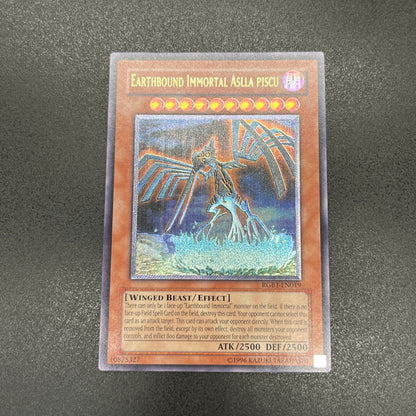 EARTHBOUND IMMORTAL ASLLA PISCU
RGBT-EN019
[WINGED BEAST/EFFECT]
There can only be 1 face-up "Earthbound Immortal" monster on the field. If there is no
face-up Field Spell Card on the field, destroy this card. Your opponent cannot select this
card as an attack target. This card can attack your opponent directly. When this card is
removed from the field, except by its own effect, destroy all monsters your opponent
controls, and inflict 800 damage to your opponent for each monster destroyed.
ATK/2500 DEF/2500
10875327
©1996 KAZUKI TAKAHASHI